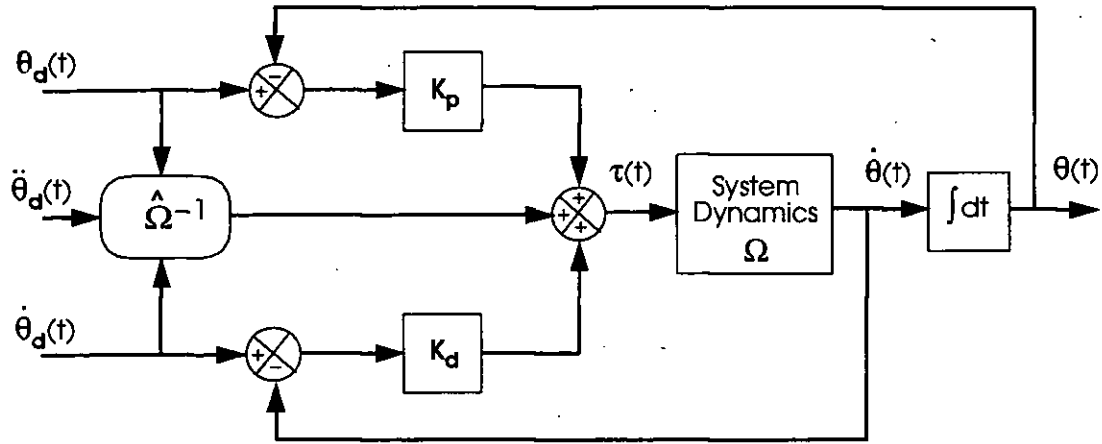 θd(t)
+
−
Kp
θ̈d(t)
Ω̂⁻¹
+
+
+
τ(t)
System
Dynamics
Ω
θ̇(t)
∫dt
θ(t)
θ̇d(t)
+
−
Kd